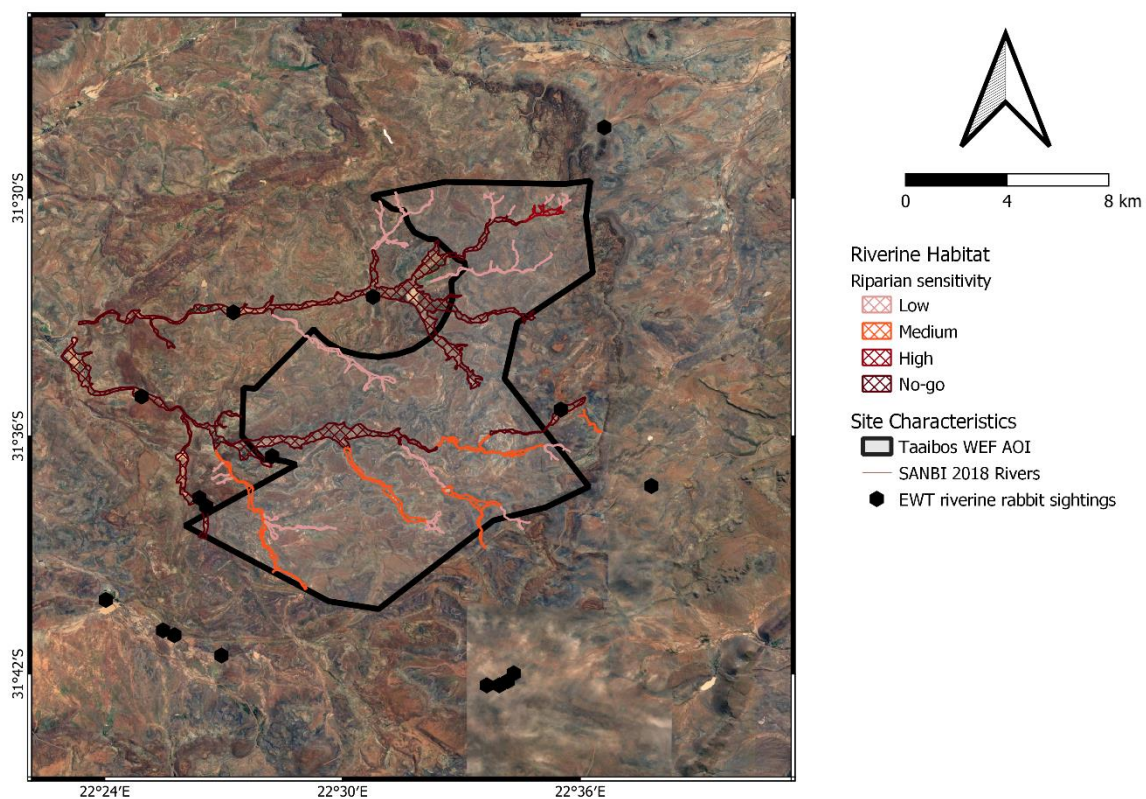 31°30'S
31°36'S
31°42'S
22°24'E
22°30'E
22°36'E
0
4
8 km
Riverine Habitat
Riparian sensitivity
Low
Medium
High
No-go
Site Characteristics
Taaibos WEF AOI
SANBI 2018 Rivers
EWT riverine rabbit sightings